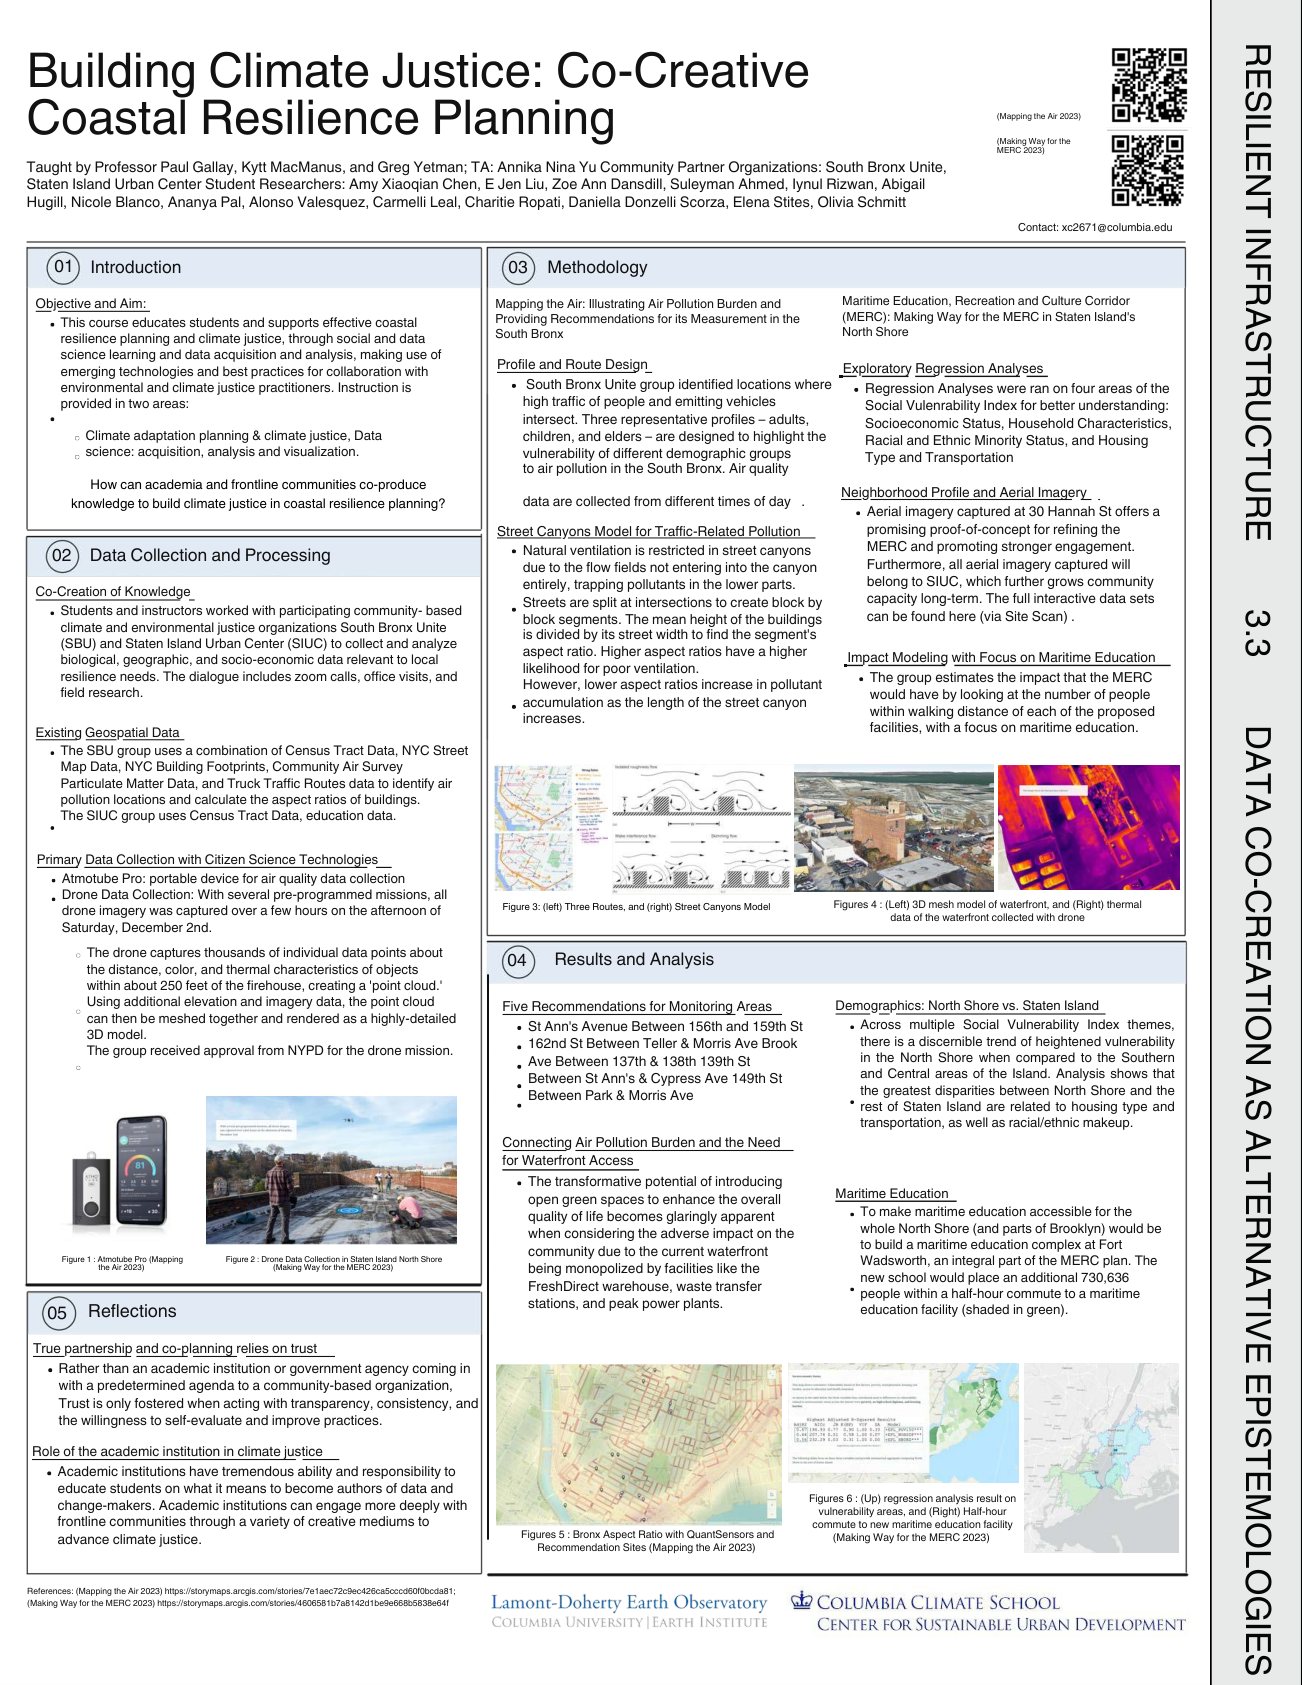 Building Climate Justice: Co-Creative
Coastal Resilience Planning
(Mapping the Air 2023)
(Making Way for the
MERC 2023)
Taught by Professor Paul Gallay, Kytt MacManus, and Greg Yetman; TA: Annika Nina Yu Community Partner Organizations: South Bronx Unite,
Staten Island Urban Center Student Researchers: Amy Xiaoqian Chen, E Jen Liu, Zoe Ann Dansdill, Suleyman Ahmed, Iynul Rizwan, Abigail
Hugill, Nicole Blanco, Ananya Pal, Alonso Valesquez, Carmelli Leal, Charitie Ropati, Daniella Donzelli Scorza, Elena Stites, Olivia Schmitt
Contact: xc2671@columbia.edu
01 Introduction
Objective and Aim:
• This course educates students and supports effective coastal
resilience planning and climate justice, through social and data
science learning and data acquisition and analysis, making use of
emerging technologies and best practices for collaboration with
environmental and climate justice practitioners. Instruction is
provided in two areas:
•
○ Climate adaptation planning & climate justice, Data
○ science: acquisition, analysis and visualization.
How can academia and frontline communities co-produce
knowledge to build climate justice in coastal resilience planning?
02 Data Collection and Processing
Co-Creation of Knowledge
• Students and instructors worked with participating community- based
climate and environmental justice organizations South Bronx Unite
(SBU) and Staten Island Urban Center (SIUC) to collect and analyze
biological, geographic, and socio-economic data relevant to local
resilience needs. The dialogue includes zoom calls, office visits, and
field research.
Existing Geospatial Data
• The SBU group uses a combination of Census Tract Data, NYC Street
Map Data, NYC Building Footprints, Community Air Survey
Particulate Matter Data, and Truck Traffic Routes data to identify air
pollution locations and calculate the aspect ratios of buildings.
The SIUC group uses Census Tract Data, education data.
•
Primary Data Collection with Citizen Science Technologies
• Atmotube Pro: portable device for air quality data collection
• Drone Data Collection: With several pre-programmed missions, all
drone imagery was captured over a few hours on the afternoon of
Saturday, December 2nd.
○ The drone captures thousands of individual data points about
the distance, color, and thermal characteristics of objects
within about 250 feet of the firehouse, creating a 'point cloud.'
Using additional elevation and imagery data, the point cloud
○ can then be meshed together and rendered as a highly-detailed
3D model.
The group received approval from NYPD for the drone mission.
○
81
Figure 1 : Atmotube Pro (Mapping
the Air 2023)
Figure 2 : Drone Data Collection in Staten Island North Shore
(Making Way for the MERC 2023)
05 Reflections
True partnership and co-planning relies on trust
• Rather than an academic institution or government agency coming in
with a predetermined agenda to a community-based organization,
Trust is only fostered when acting with transparency, consistency, and
the willingness to self-evaluate and improve practices.
Role of the academic institution in climate justice
• Academic institutions have tremendous ability and responsibility to
educate students on what it means to become authors of data and
change-makers. Academic institutions can engage more deeply with
frontline communities through a variety of creative mediums to
advance climate justice.
03 Methodology
Mapping the Air: Illustrating Air Pollution Burden and
Providing Recommendations for its Measurement in the
South Bronx
Profile and Route Design
• South Bronx Unite group identified locations where
high traffic of people and emitting vehicles
intersect. Three representative profiles – adults,
children, and elders – are designed to highlight the
vulnerability of different demographic groups
to air pollution in the South Bronx. Air quality
data are collected from different times of day .
Street Canyons Model for Traffic-Related Pollution
• Natural ventilation is restricted in street canyons
due to the flow fields not entering into the canyon
entirely, trapping pollutants in the lower parts.
• Streets are split at intersections to create block by
block segments. The mean height of the buildings
is divided by its street width to find the segment's
aspect ratio. Higher aspect ratios have a higher
likelihood for poor ventilation.
However, lower aspect ratios increase in pollutant
• accumulation as the length of the street canyon
increases.
Maritime Education, Recreation and Culture Corridor
(MERC): Making Way for the MERC in Staten Island's
North Shore
Exploratory Regression Analyses
• Regression Analyses were ran on four areas of the
Social Vulenrability Index for better understanding:
Socioeconomic Status, Household Characteristics,
Racial and Ethnic Minority Status, and Housing
Type and Transportation
Neighborhood Profile and Aerial Imagery .
• Aerial imagery captured at 30 Hannah St offers a
promising proof-of-concept for refining the
MERC and promoting stronger engagement.
Furthermore, all aerial imagery captured will
belong to SIUC, which further grows community
capacity long-term. The full interactive data sets
can be found here (via Site Scan) .
Impact Modeling with Focus on Maritime Education
• The group estimates the impact that the MERC
would have by looking at the number of people
within walking distance of each of the proposed
facilities, with a focus on maritime education.
Isolated roughness flow
Wake interference flow
Skimming flow
Figure 3: (left) Three Routes, and (right) Street Canyons Model
Figures 4 : (Left) 3D mesh model of waterfront, and (Right) thermal
data of the waterfront collected with drone
04 Results and Analysis
Five Recommendations for Monitoring Areas
• St Ann's Avenue Between 156th and 159th St
• 162nd St Between Teller & Morris Ave Brook
• Ave Between 137th & 138th 139th St
• Between St Ann's & Cypress Ave 149th St
• Between Park & Morris Ave
Connecting Air Pollution Burden and the Need
for Waterfront Access
• The transformative potential of introducing
open green spaces to enhance the overall
quality of life becomes glaringly apparent
when considering the adverse impact on the
community due to the current waterfront
being monopolized by facilities like the
FreshDirect warehouse, waste transfer
stations, and peak power plants.
Demographics: North Shore vs. Staten Island
• Across multiple Social Vulnerability Index themes,
there is a discernible trend of heightened vulnerability
in the North Shore when compared to the Southern
and Central areas of the Island. Analysis shows that
the greatest disparities between North Shore and the
• rest of Staten Island are related to housing type and
transportation, as well as racial/ethnic makeup.
Maritime Education
• To make maritime education accessible for the
whole North Shore (and parts of Brooklyn) would be
to build a maritime education complex at Fort
Wadsworth, an integral part of the MERC plan. The
new school would place an additional 730,636
• people within a half-hour commute to a maritime
education facility (shaded in green).
Highest Adjusted R-Squared Results
Figures 5 : Bronx Aspect Ratio with QuantSensors and
Recommendation Sites (Mapping the Air 2023)
Figures 6 : (Up) regression analysis result on
vulnerability areas, and (Right) Half-hour
commute to new maritime education facility
(Making Way for the MERC 2023)
References: (Mapping the Air 2023) https://storymaps.arcgis.com/stories/7e1aec72c9ec426ca5cccd60f0bcda81;
(Making Way for the MERC 2023) https://storymaps.arcgis.com/stories/4606581b7a8142d1be9e668b5838e64f
Lamont-Doherty Earth Observatory
COLUMBIA UNIVERSITY | EARTH INSTITUTE
COLUMBIA CLIMATE SCHOOL
CENTER FOR SUSTAINABLE URBAN DEVELOPMENT
RESILIENT INFRASTRUCTURE 3.3 DATA CO-CREATION AS ALTERNATIVE EPISTEMOLOGIES